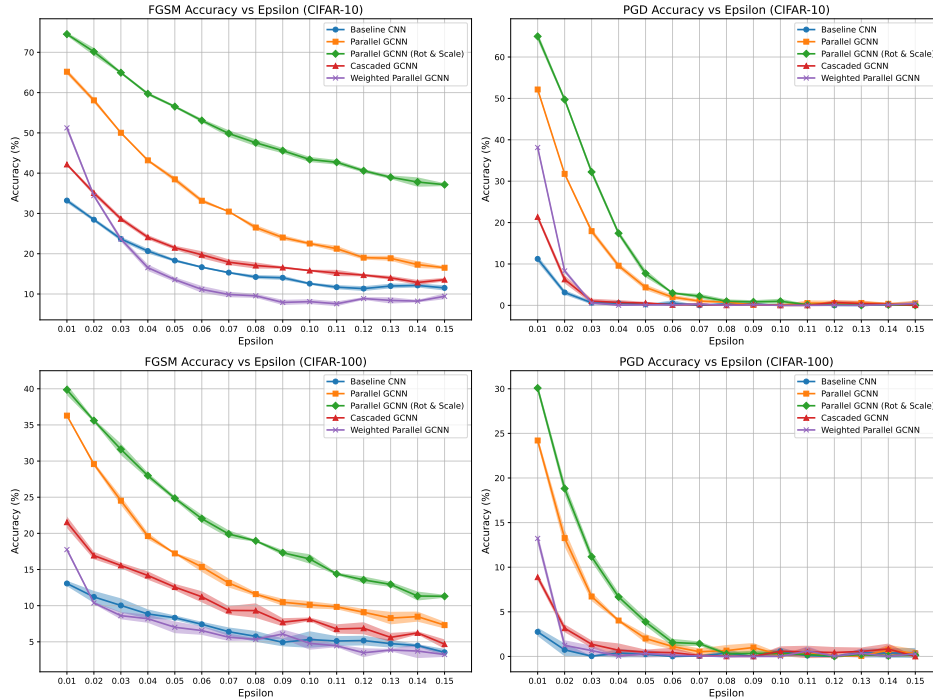 FGSM Accuracy vs Epsilon (CIFAR-10)
Accuracy (%)
70
60
50
40
30
20
10
0.01 0.02 0.03 0.04 0.05 0.06 0.07 0.08 0.09 0.10 0.11 0.12 0.13 0.14 0.15
Epsilon
Baseline CNN
Parallel GCNN
Parallel GCNN (Rot & Scale)
Cascaded GCNN
Weighted Parallel GCNN
PGD Accuracy vs Epsilon (CIFAR-10)
Accuracy (%)
60
50
40
30
20
10
0
0.01 0.02 0.03 0.04 0.05 0.06 0.07 0.08 0.09 0.10 0.11 0.12 0.13 0.14 0.15
Epsilon
Baseline CNN
Parallel GCNN
Parallel GCNN (Rot & Scale)
Cascaded GCNN
Weighted Parallel GCNN
FGSM Accuracy vs Epsilon (CIFAR-100)
Accuracy (%)
40
35
30
25
20
15
10
5
0.01 0.02 0.03 0.04 0.05 0.06 0.07 0.08 0.09 0.10 0.11 0.12 0.13 0.14 0.15
Epsilon
Baseline CNN
Parallel GCNN
Parallel GCNN (Rot & Scale)
Cascaded GCNN
Weighted Parallel GCNN
PGD Accuracy vs Epsilon (CIFAR-100)
Accuracy (%)
30
25
20
15
10
5
0
0.01 0.02 0.03 0.04 0.05 0.06 0.07 0.08 0.09 0.10 0.11 0.12 0.13 0.14 0.15
Epsilon
Baseline CNN
Parallel GCNN
Parallel GCNN (Rot & Scale)
Cascaded GCNN
Weighted Parallel GCNN